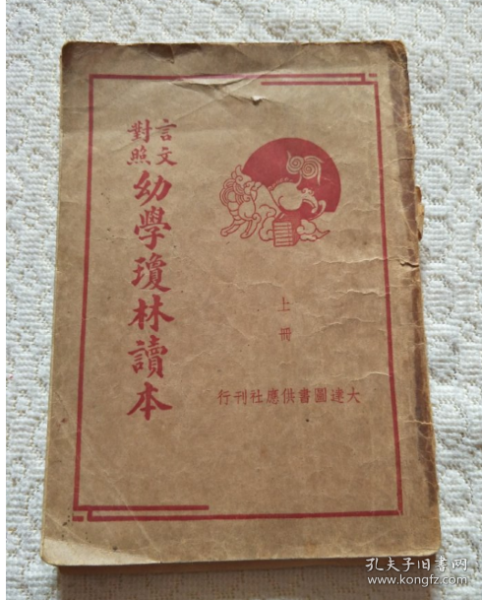 言文
對照
幼學瓊林讀本
上冊
大達圖書供應社刊行
孔夫子旧书网
www.kongfz.com